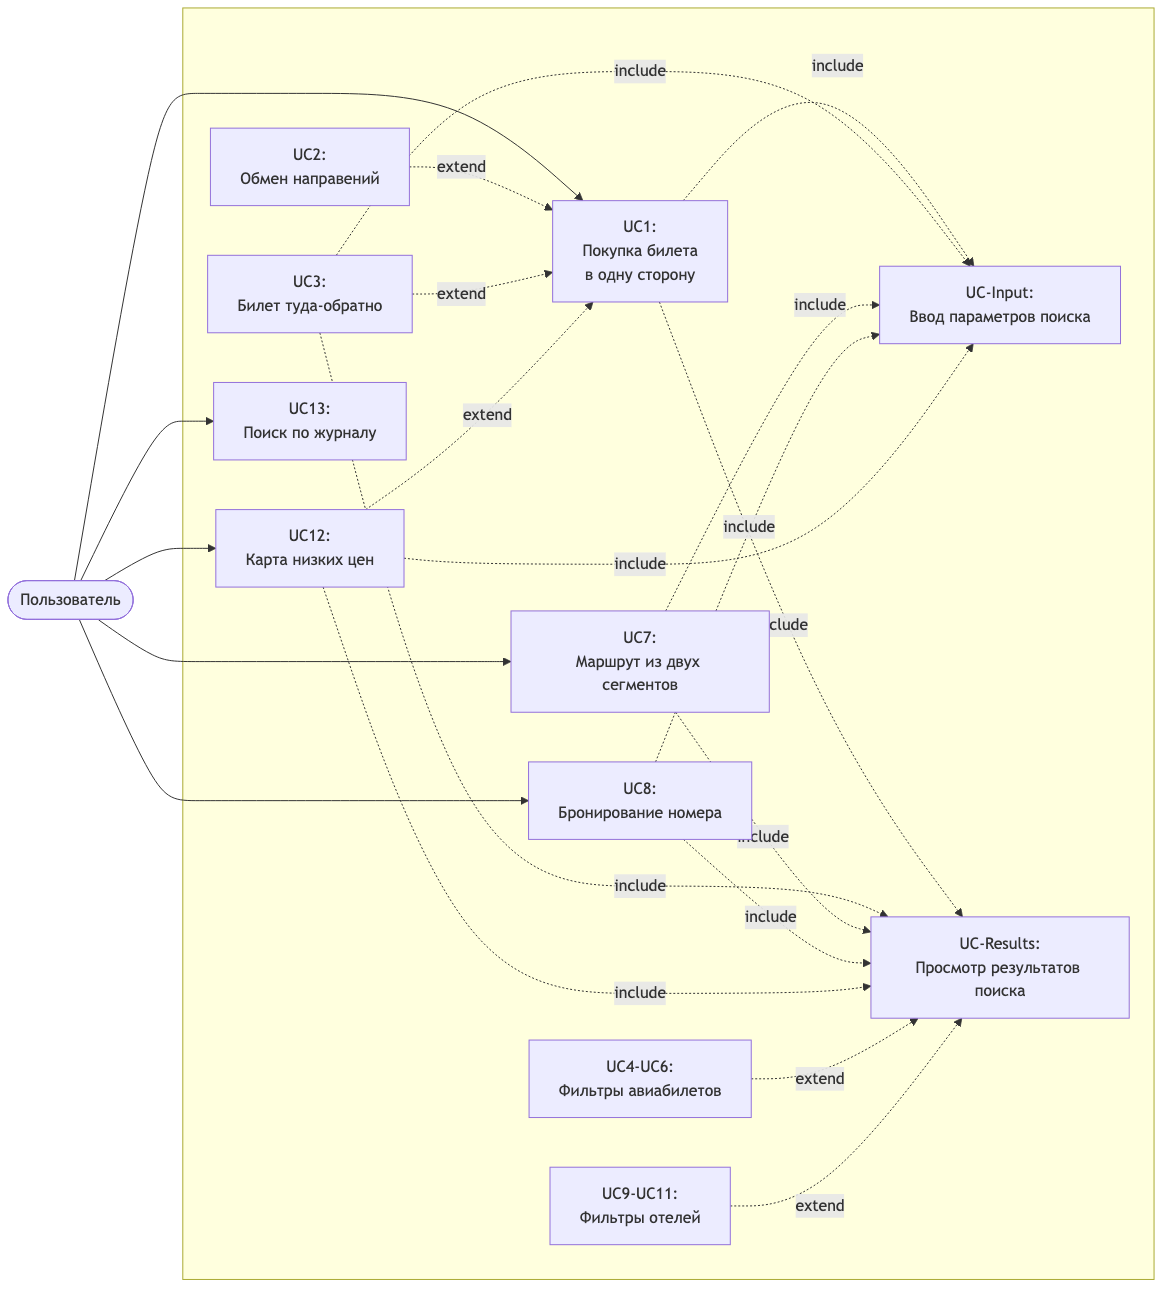 include
include
UC2:
Обмен направений
extend
UC1:
Покупка билета
в одну сторону
UC3:
Билет туда-обратно
extend
UC-Input:
Ввод параметров поиска
include
UC13:
Поиск по журналу
extend
UC12:
Карта низких цен
include
include
Пользователь
clude
UC7:
Маршрут из двух
сегментов
UC8:
Бронирование номера
include
include
include
UC-Results:
Просмотр результатов
поиска
include
UC4-UC6:
Фильтры авиабилетов
extend
UC9-UC11:
Фильтры отелей
extend